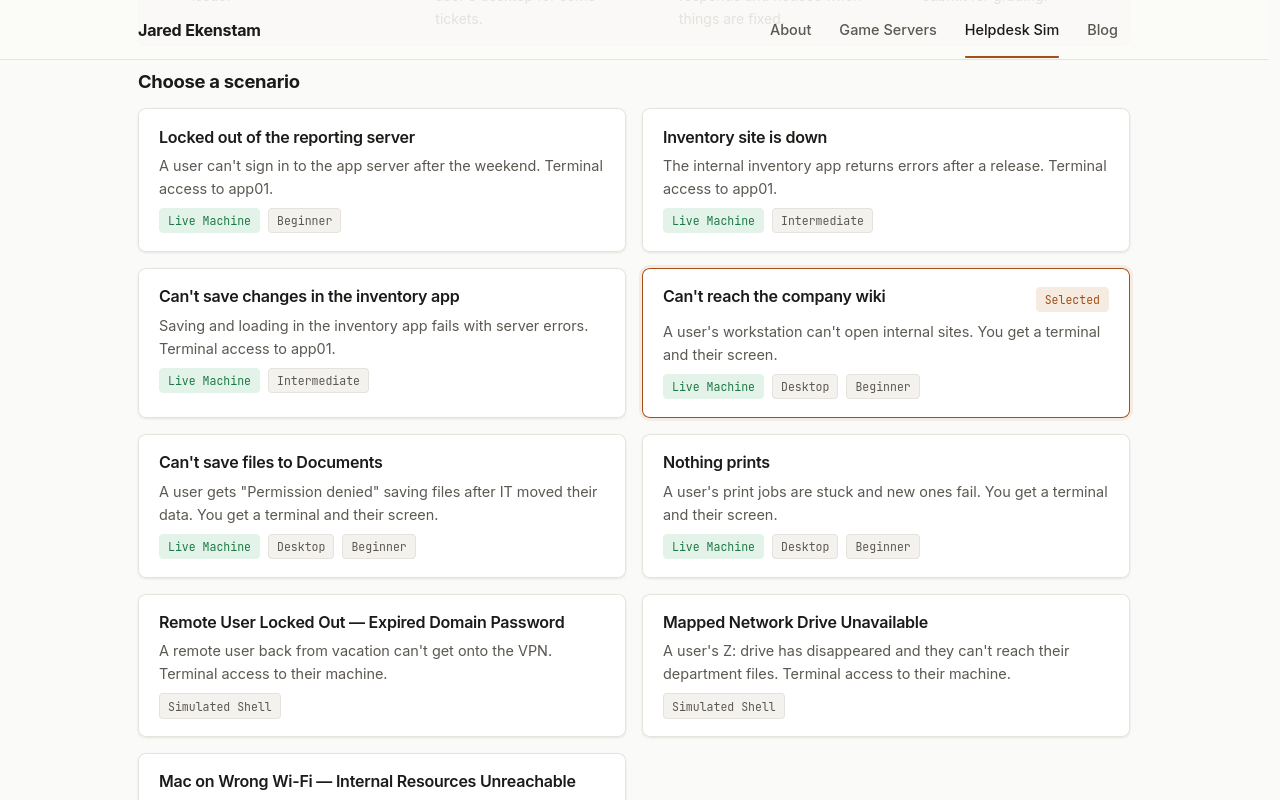 tickets.
things are fixed.
Jared Ekenstam
About
Game Servers
Helpdesk Sim
Blog
Choose a scenario
Locked out of the reporting server
A user can't sign in to the app server after the weekend. Terminal
access to app01.
Live Machine
Beginner
Inventory site is down
The internal inventory app returns errors after a release. Terminal
access to app01.
Live Machine
Intermediate
Can't save changes in the inventory app
Saving and loading in the inventory app fails with server errors.
Terminal access to app01.
Live Machine
Intermediate
Can't reach the company wiki
Selected
A user's workstation can't open internal sites. You get a terminal
and their screen.
Live Machine
Desktop
Beginner
Can't save files to Documents
A user gets "Permission denied" saving files after IT moved their
data. You get a terminal and their screen.
Live Machine
Desktop
Beginner
Nothing prints
A user's print jobs are stuck and new ones fail. You get a terminal
and their screen.
Live Machine
Desktop
Beginner
Remote User Locked Out — Expired Domain Password
A remote user back from vacation can't get onto the VPN.
Terminal access to their machine.
Simulated Shell
Mapped Network Drive Unavailable
A user's Z: drive has disappeared and they can't reach their
department files. Terminal access to their machine.
Simulated Shell
Mac on Wrong Wi-Fi — Internal Resources Unreachable